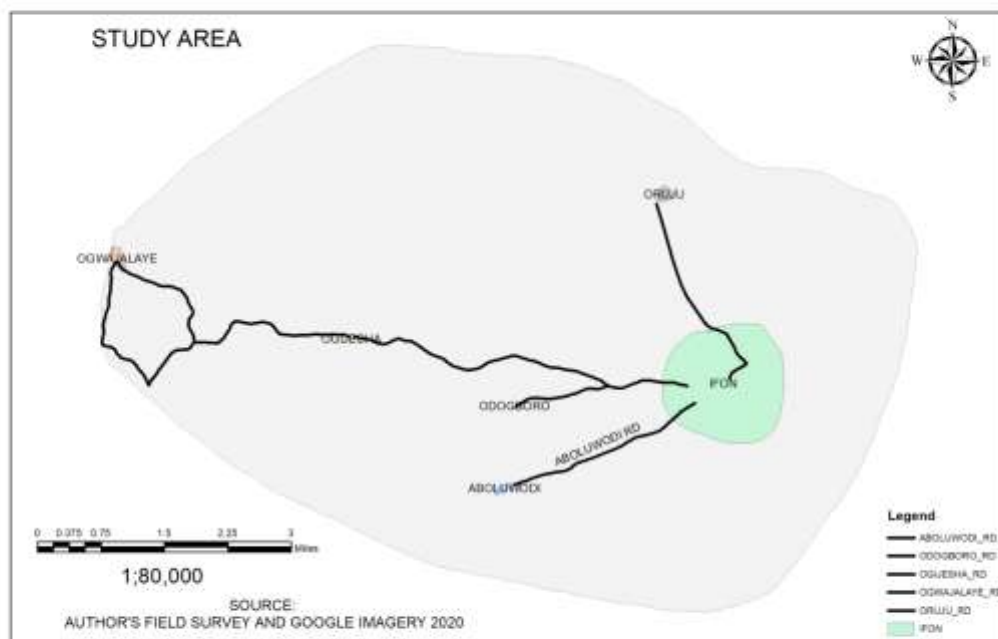 STUDY AREA
N
W E
S
ORUJU
OGWAJALAYE
IFON
ODOGBORO
ABOLUWODI RD
ABOLUWODI
0 0.375 0.75 1.5 2.25 3
Miles
1:80,000
SOURCE:
AUTHOR'S FIELD SURVEY AND GOOGLE IMAGERY 2020
Legend
ABOLUWODI_RD
ODOGBORO_RD
OGUESHA_RD
OGWAJALAYE_RD
ORUJU_RD
IFON